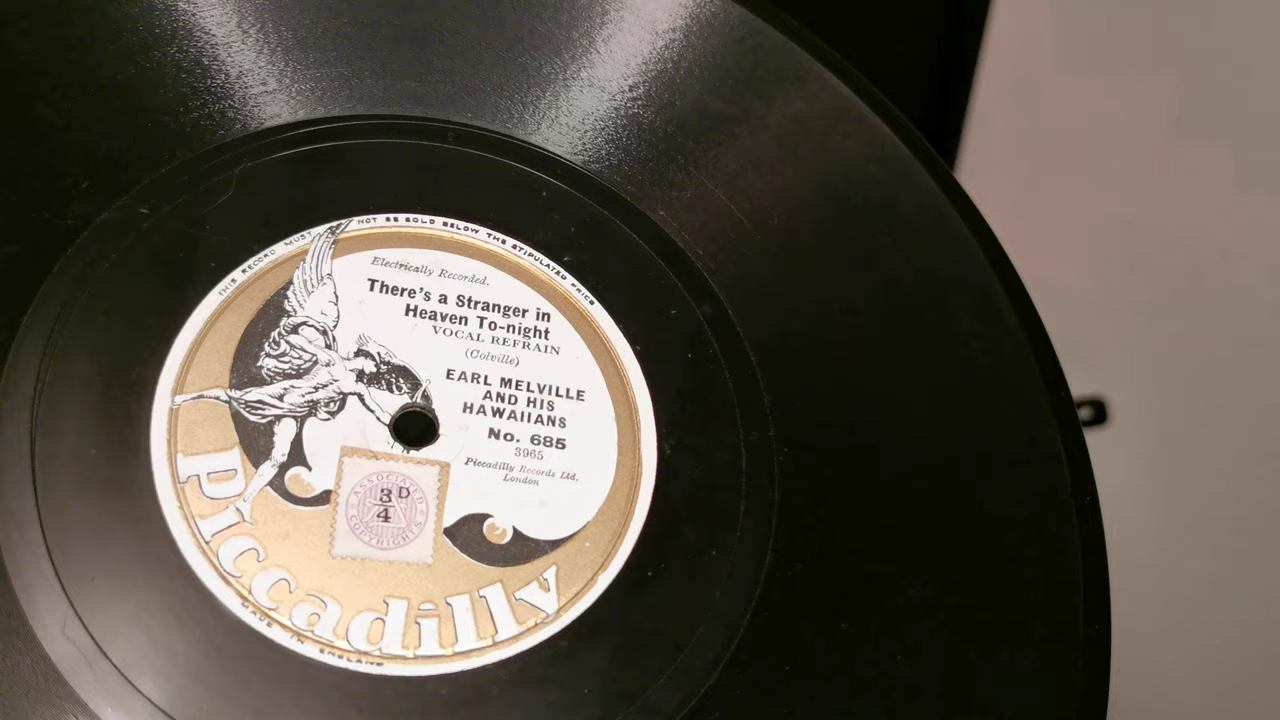 THIS RECORD MUST NOT BE SOLD BELOW THE STIPULATED PRICE
Electrically Recorded.
There's a Stranger in
Heaven To-night
VOCAL REFRAIN
(Colville)
EARL MELVILLE
AND HIS
HAWAIIANS
No. 685
3965
Piccadilly Records Ltd.
London
ASSOCIATED
3/4 D
COPYRIGHTS
Piccadilly
MADE IN ENGLAND